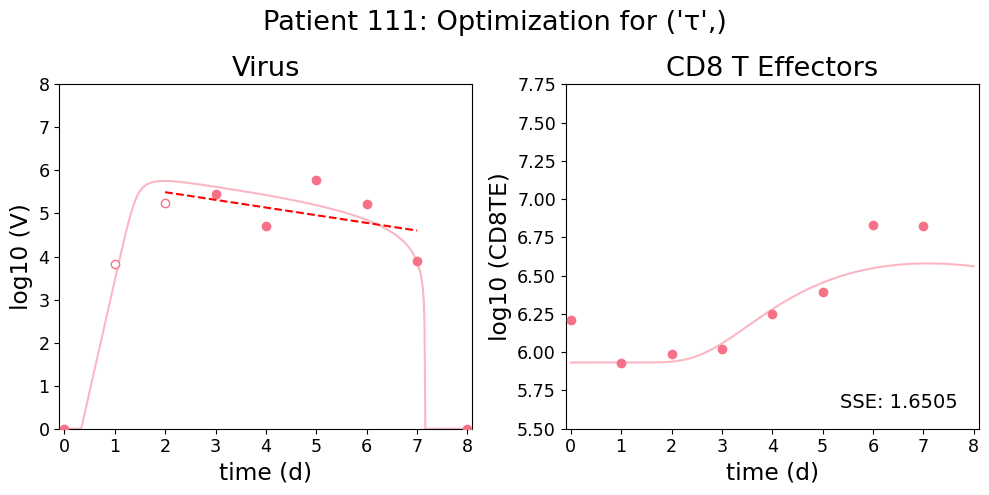 Patient 111: Optimization for ('τ',)
Virus
CD8 T Effectors
log10 (V)
8
7
6
5
4
3
2
1
0
0 1 2 3 4 5 6 7 8
time (d)
log10 (CD8TE)
7.75
7.50
7.25
7.00
6.75
6.50
6.25
6.00
5.75
5.50
SSE: 1.6505
0 1 2 3 4 5 6 7 8
time (d)